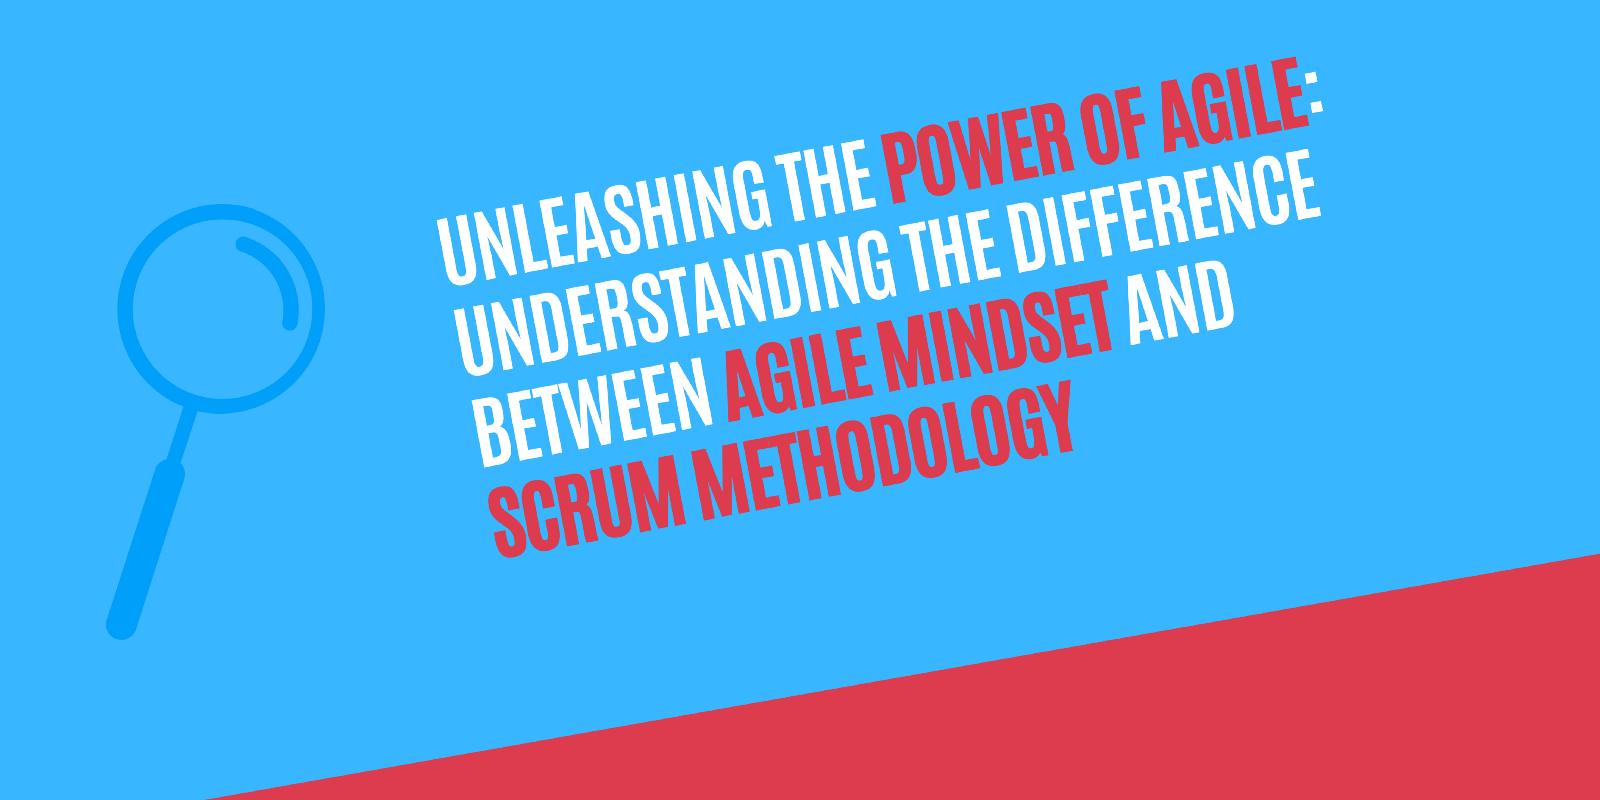 UNLEASHING THE POWER OF AGILE:
UNDERSTANDING THE DIFFERENCE
BETWEEN AGILE MINDSET AND
SCRUM METHODOLOGY